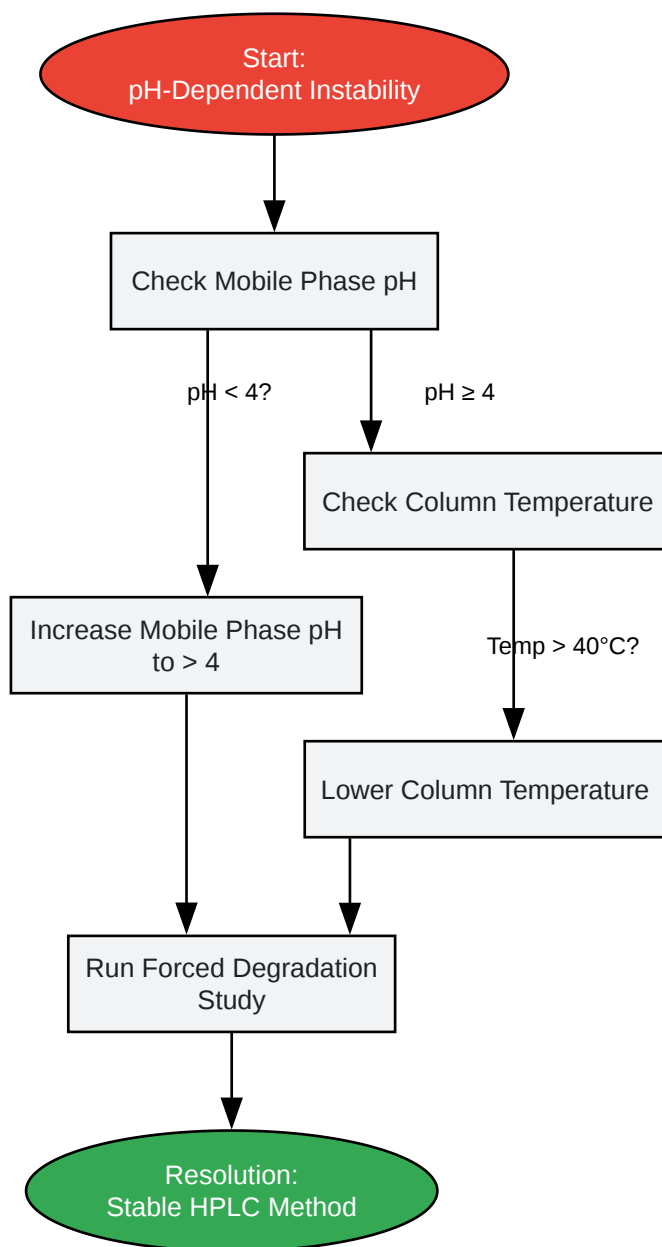 Start:
pH-Dependent Instability
Check Mobile Phase pH
pH < 4?
pH ≥ 4
Check Column Temperature
Increase Mobile Phase pH
to > 4
Temp > 40°C?
Lower Column Temperature
Run Forced Degradation
Study
Resolution:
Stable HPLC Method